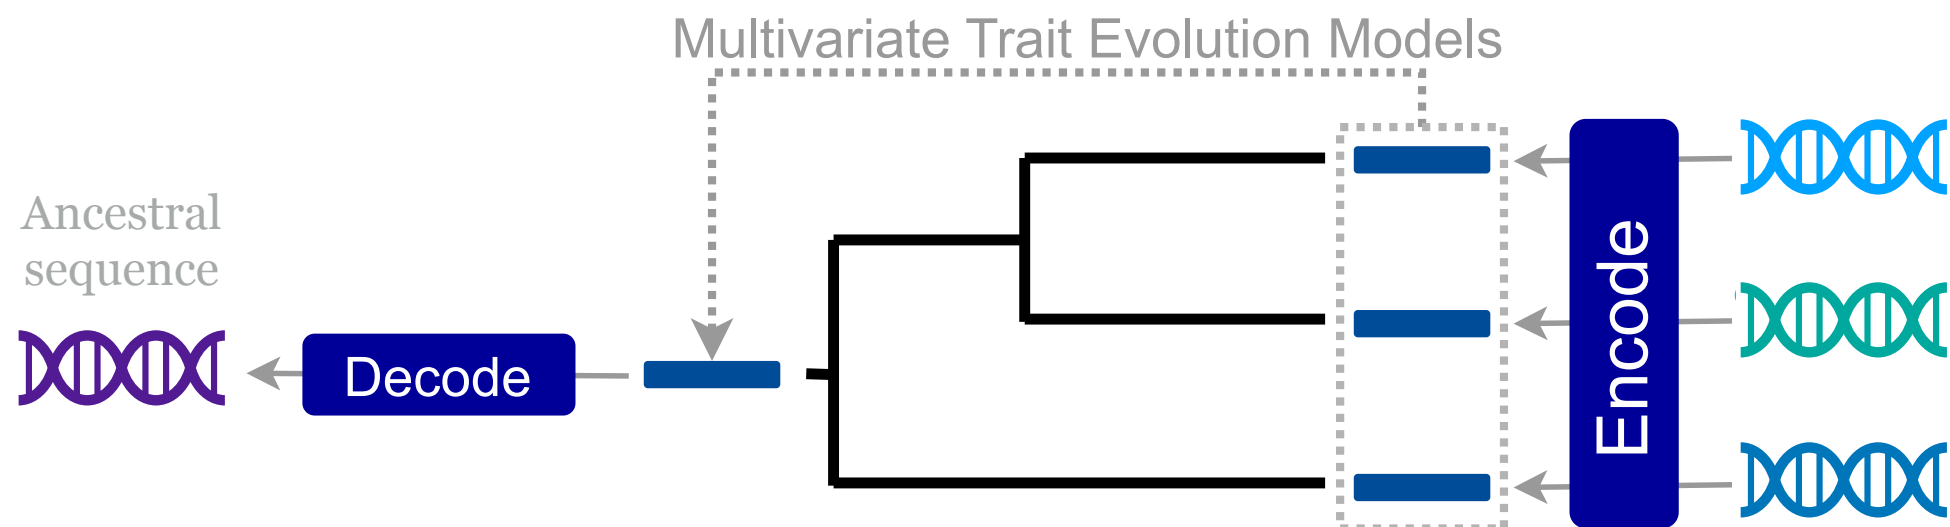 Multivariate Trait Evolution Models
Ancestral
sequence
Decode
Encode